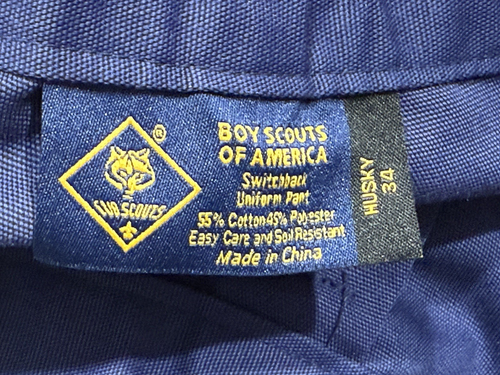 CUB SCOUTS
®
BOY SCOUTS
OF AMERICA
Switchback
Uniform Pant
55% Cotton 45% Polyester
Easy Care and Soil Resistant
Made in China
HUSKY
34